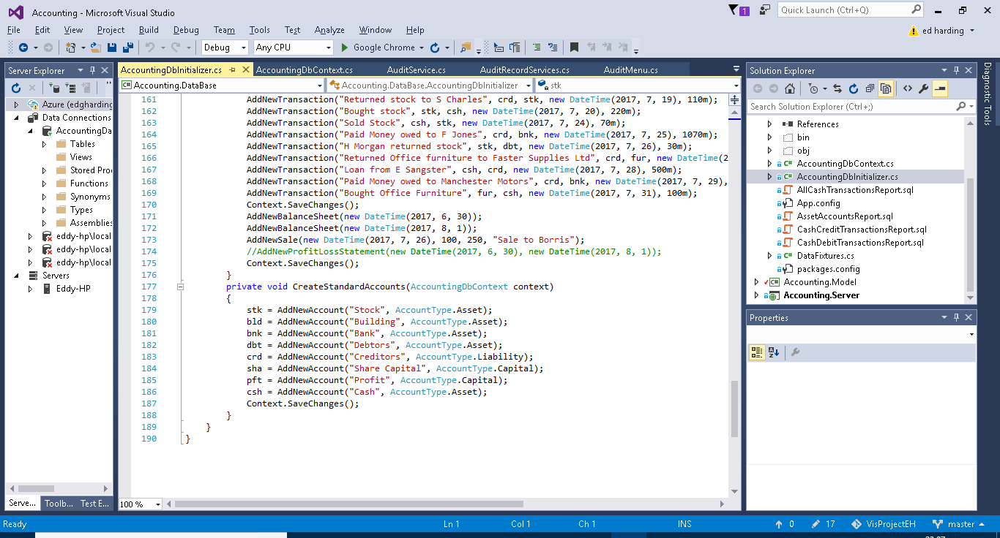 Accounting - Microsoft Visual Studio
1
Quick Launch (Ctrl+Q)
File Edit View Project Build Debug Team Tools Test Analyze Window Help
ed harding
Debug Any CPU Google Chrome
Server Explorer
Azure (edgharding
Data Connections
AccountingDa
Tables
Views
Stored Pro
Functions
Synonyms
Types
Assemblies
eddy-hp\local
eddy-hp\local
eddy-hp\local
Servers
Eddy-HP
Serve... Toolb... Test E...
AccountingDbInitializer.cs AccountingDbContext.cs AuditService.cs AuditRecordServices.cs AuditMenu.cs
Accounting.DataBase Accounting.DataBase.AccountingDbInitializer stk
161 AddNewTransaction("Returned stock to S Charles", crd, stk, new DateTime(2017, 7, 19), 110m);
162 AddNewTransaction("Bought stock", stk, csh, new DateTime(2017, 7, 20), 220m);
163 AddNewTransaction("Sold Stock", csh, stk, new DateTime(2017, 7, 24), 70m);
164 AddNewTransaction("Paid Money owed to F Jones", crd, bnk, new DateTime(2017, 7, 25), 1070m);
165 AddNewTransaction("H Morgan returned stock", stk, dbt, new DateTime(2017, 7, 26), 30m);
166 AddNewTransaction("Returned Office furniture to Faster Supplies Ltd", crd, fur, new DateTime(2
167 AddNewTransaction("Loan from E Sangster", csh, crd, new DateTime(2017, 7, 28), 500m);
168 AddNewTransaction("Paid Money owed to Manchester Motors", crd, bnk, new DateTime(2017, 7, 29),
169 AddNewTransaction("Bought Office Furniture", fur, csh, new DateTime(2017, 7, 31), 100m);
170 Context.SaveChanges();
171 AddNewBalanceSheet(new DateTime(2017, 6, 30));
172 AddNewBalanceSheet(new DateTime(2017, 8, 1));
173 AddNewSale(new DateTime(2017, 7, 26), 100, 250, "Sale to Borris");
174 //AddNewProfitLossStatement(new DateTime(2017, 6, 30), new DateTime(2017, 8, 1));
175 Context.SaveChanges();
176 }
177 private void CreateStandardAccounts(AccountingDbContext context)
178 {
179 stk = AddNewAccount("Stock", AccountType.Asset);
180 bld = AddNewAccount("Building", AccountType.Asset);
181 bnk = AddNewAccount("Bank", AccountType.Asset);
182 dbt = AddNewAccount("Debtors", AccountType.Asset);
183 crd = AddNewAccount("Creditors", AccountType.Liability);
184 sha = AddNewAccount("Share Capital", AccountType.Capital);
185 pft = AddNewAccount("Profit", AccountType.Capital);
186 csh = AddNewAccount("Cash", AccountType.Asset);
187 Context.SaveChanges();
188 }
189 }
190 }
100 %
Solution Explorer
Search Solution Explorer (Ctrl+;)
References
bin
obj
C# AccountingDbContext.cs
C# AccountingDbInitializer.cs
AllCashTransactionsReport.sql
App.config
AssetAccountsReport.sql
CashCreditTransactionsReport.sql
CashDebitTransactionsReport.sql
C# DataFixtures.cs
packages.config
C# Accounting.Model
Accounting.Server
Properties
Diagnostic Tools
Ready Ln 1 Col 1 Ch 1 INS 0 17 VisProjectEH master